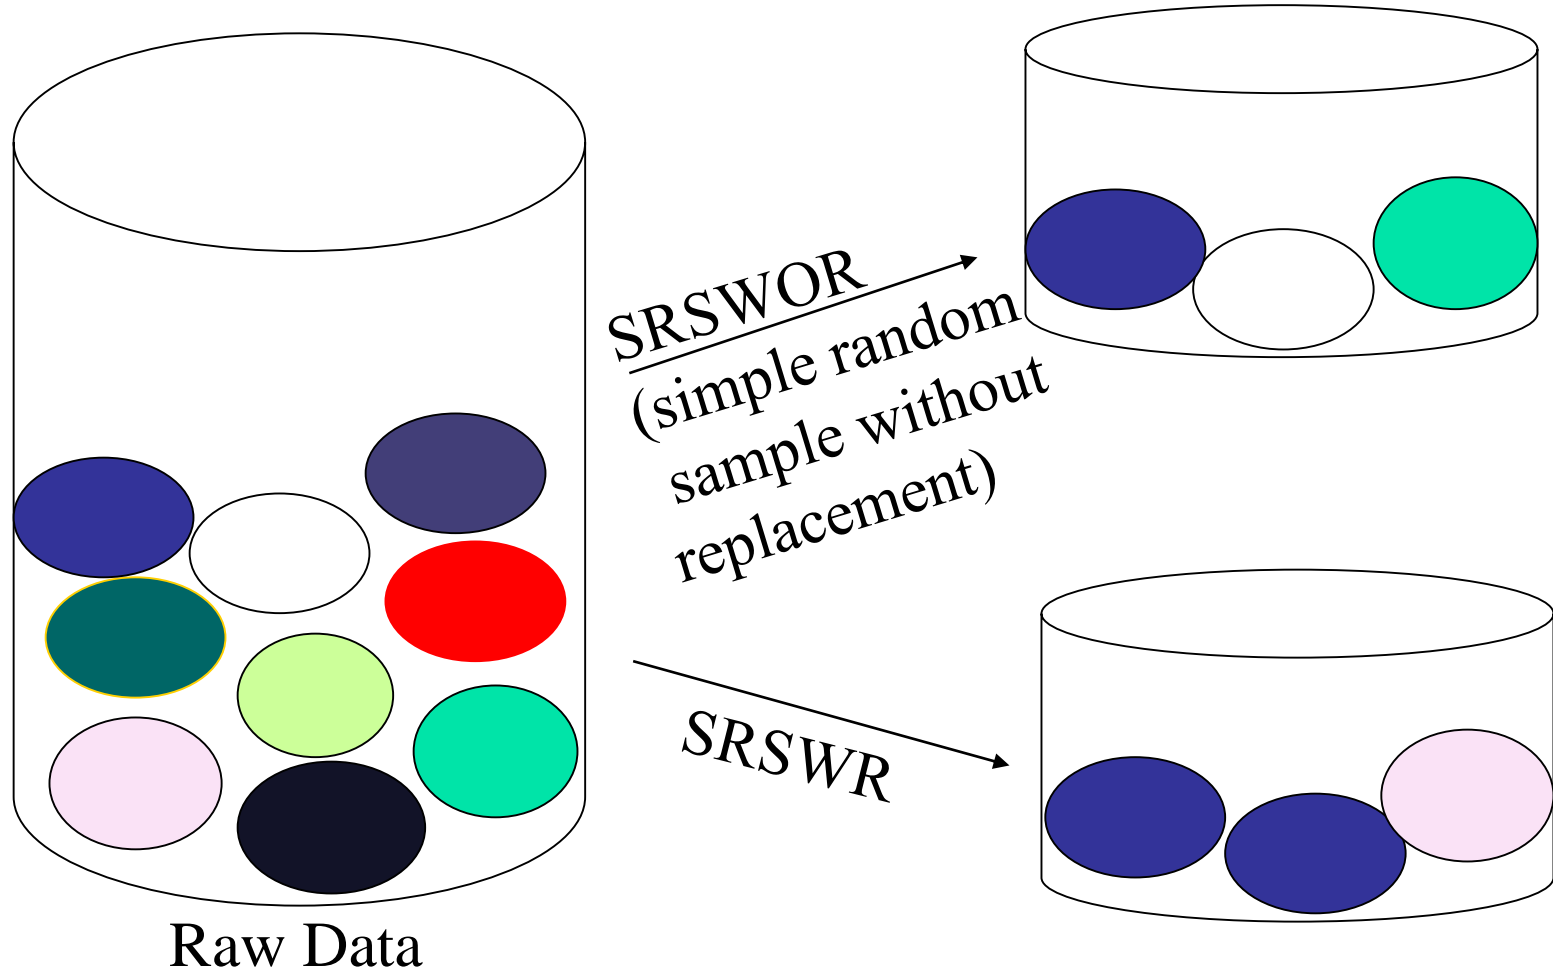 SRSWOR
(simple random
sample without
replacement)
SRSWR
Raw Data